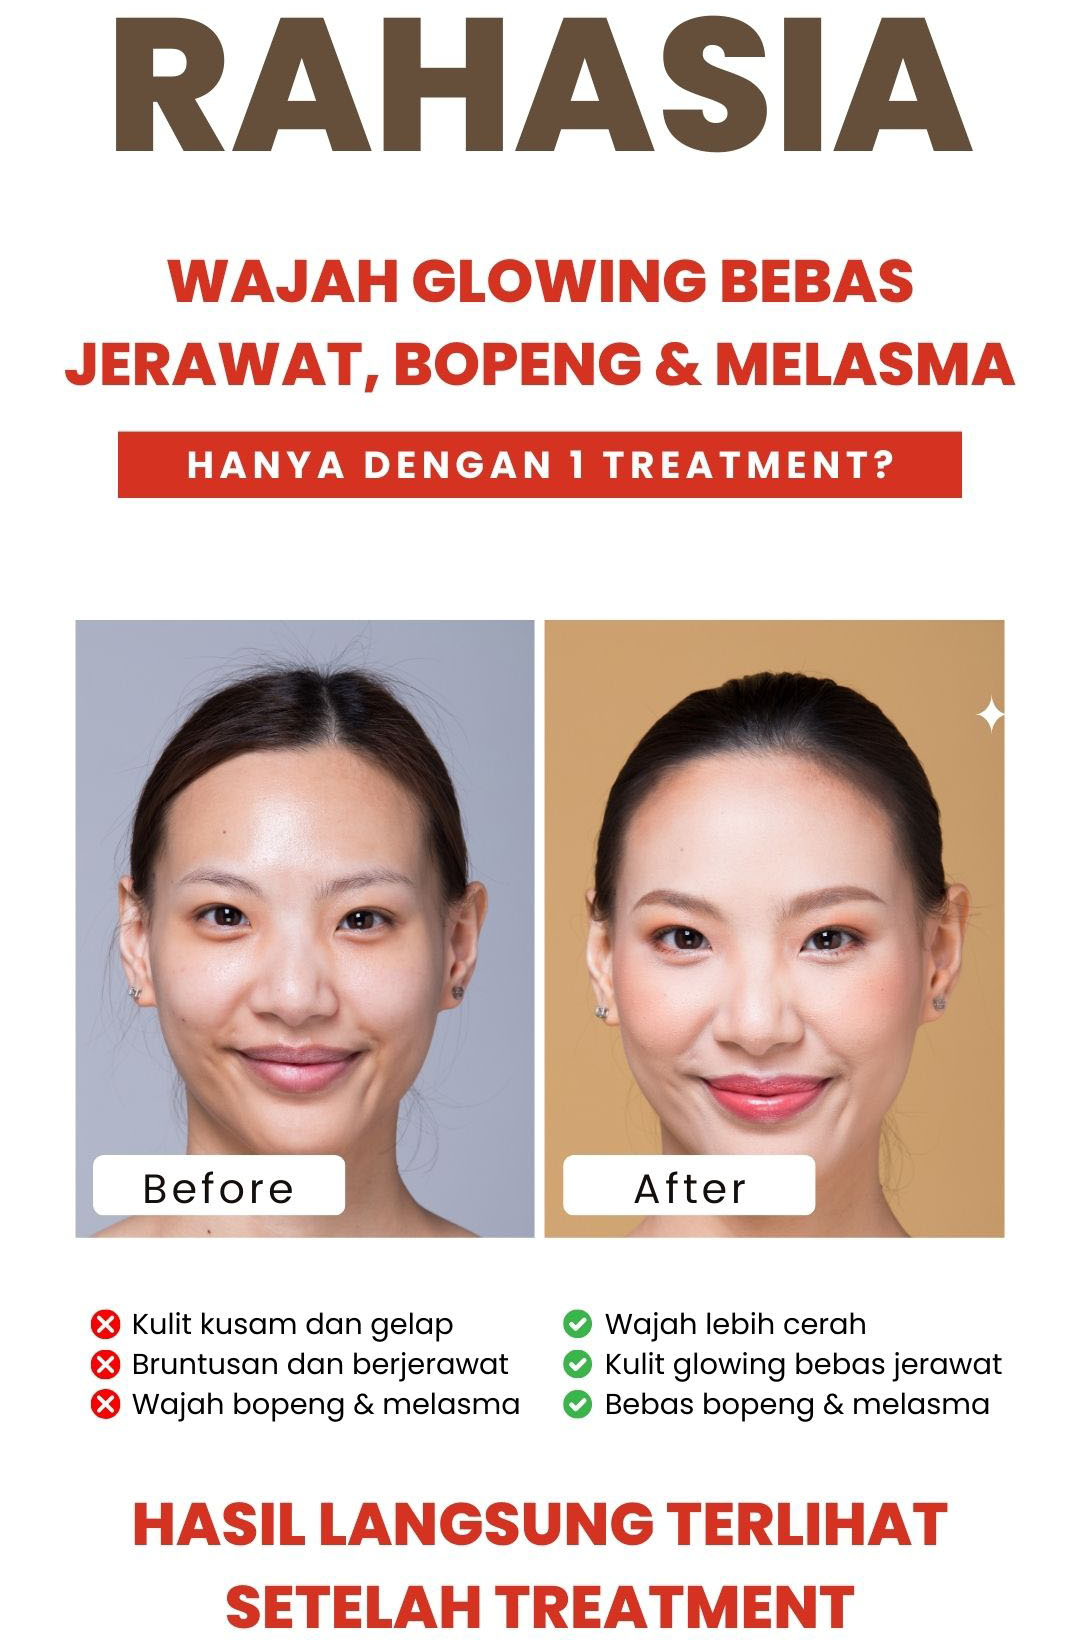 RAHASIA
WAJAH GLOWING BEBAS
JERAWAT, BOPENG & MELASMA
HANYA DENGAN 1 TREATMENT?
Before
After
Kulit kusam dan gelap
Bruntusan dan berjerawat
Wajah bopeng & melasma
Wajah lebih cerah
Kulit glowing bebas jerawat
Bebas bopeng & melasma
HASIL LANGSUNG TERLIHAT
SETELAH TREATMENT